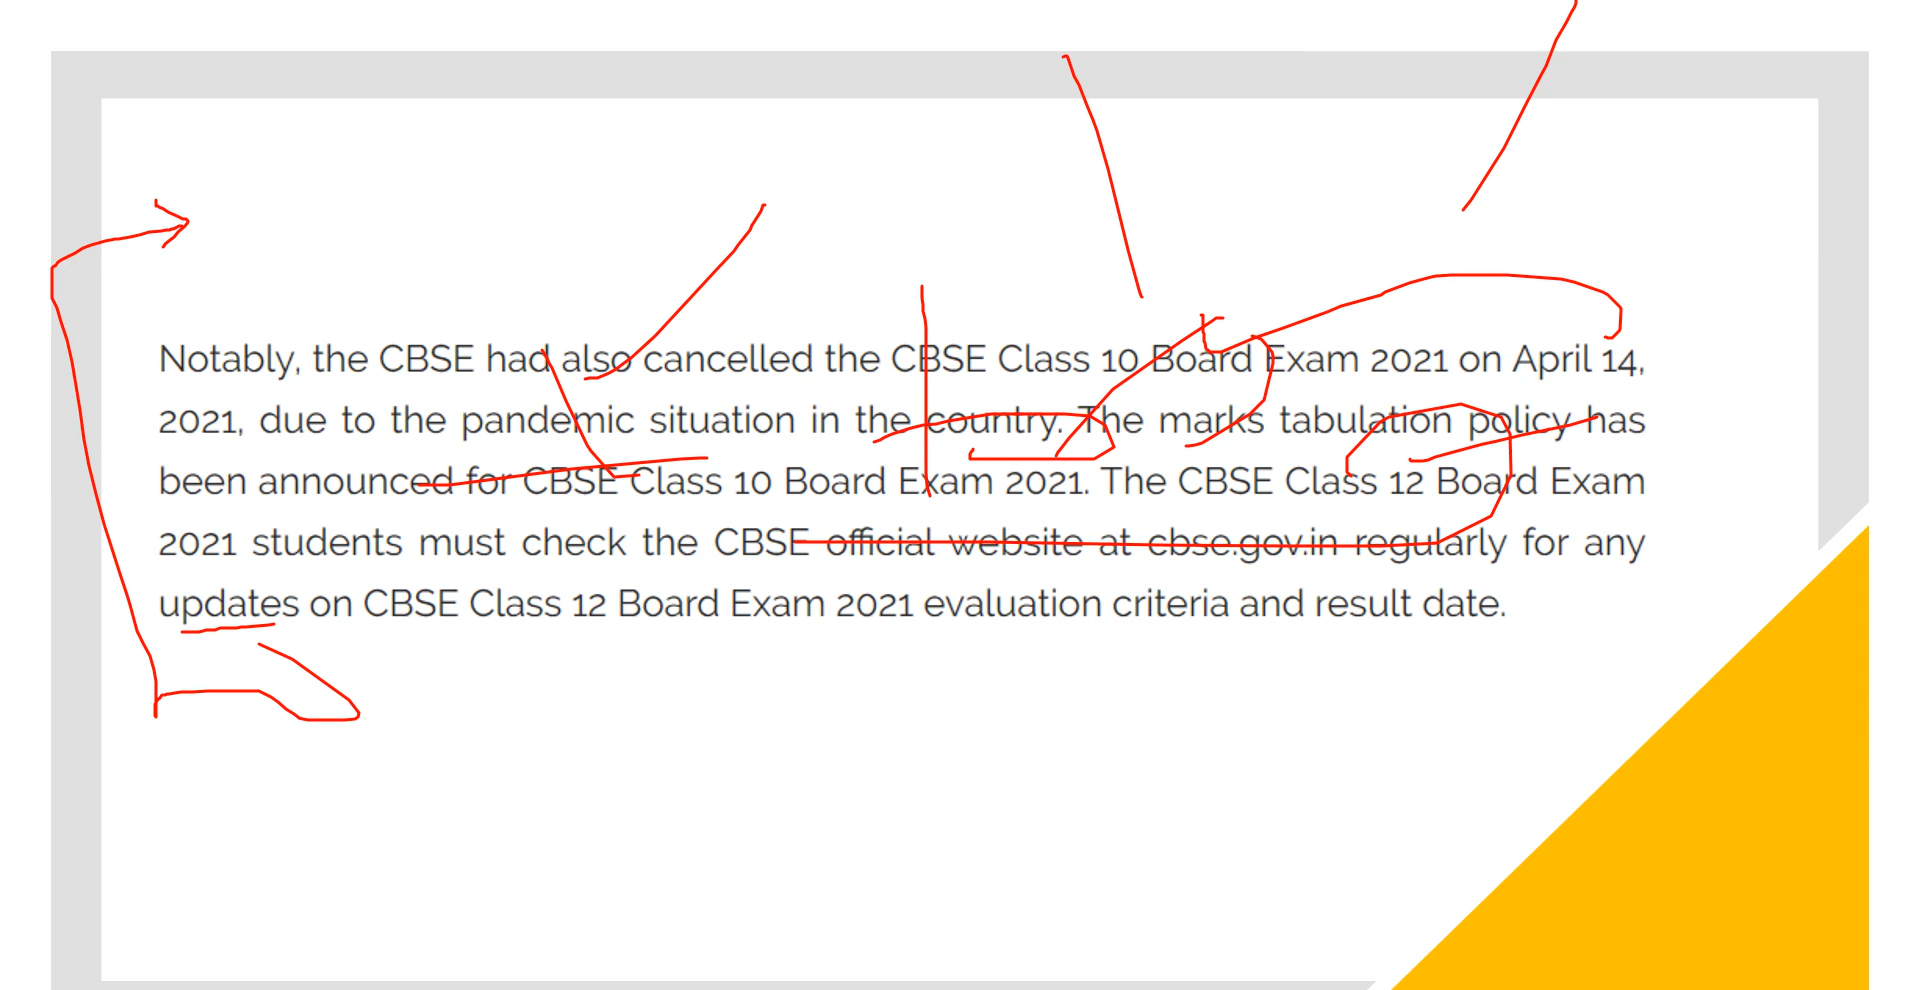 Notably, the CBSE had also cancelled the CBSE Class 10 Board Exam 2021 on April 14,
2021, due to the pandemic situation in the country. The marks tabulation policy has
been announced for CBSE Class 10 Board Exam 2021. The CBSE Class 12 Board Exam
2021 students must check the CBSE official website at cbse.gov.in regularly for any
updates on CBSE Class 12 Board Exam 2021 evaluation criteria and result date.